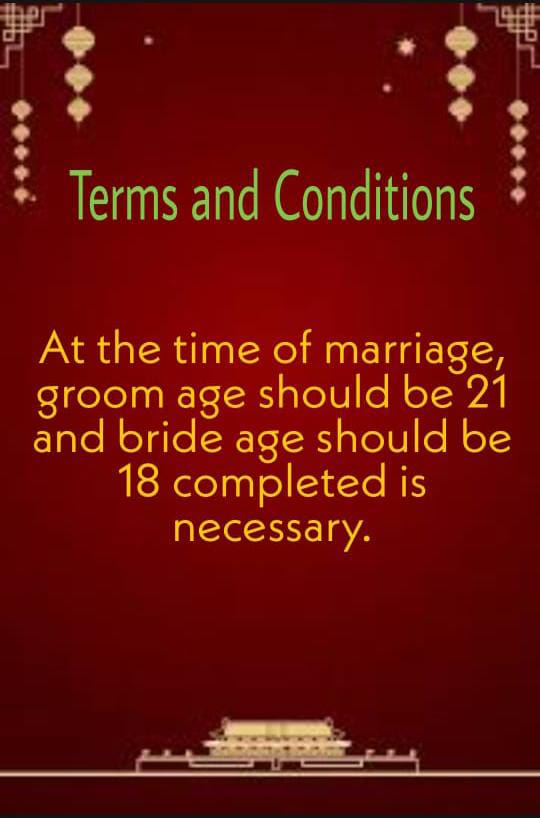 Terms and Conditions
At the time of marriage,
groom age should be 21
and bride age should be
18 completed is
necessary.